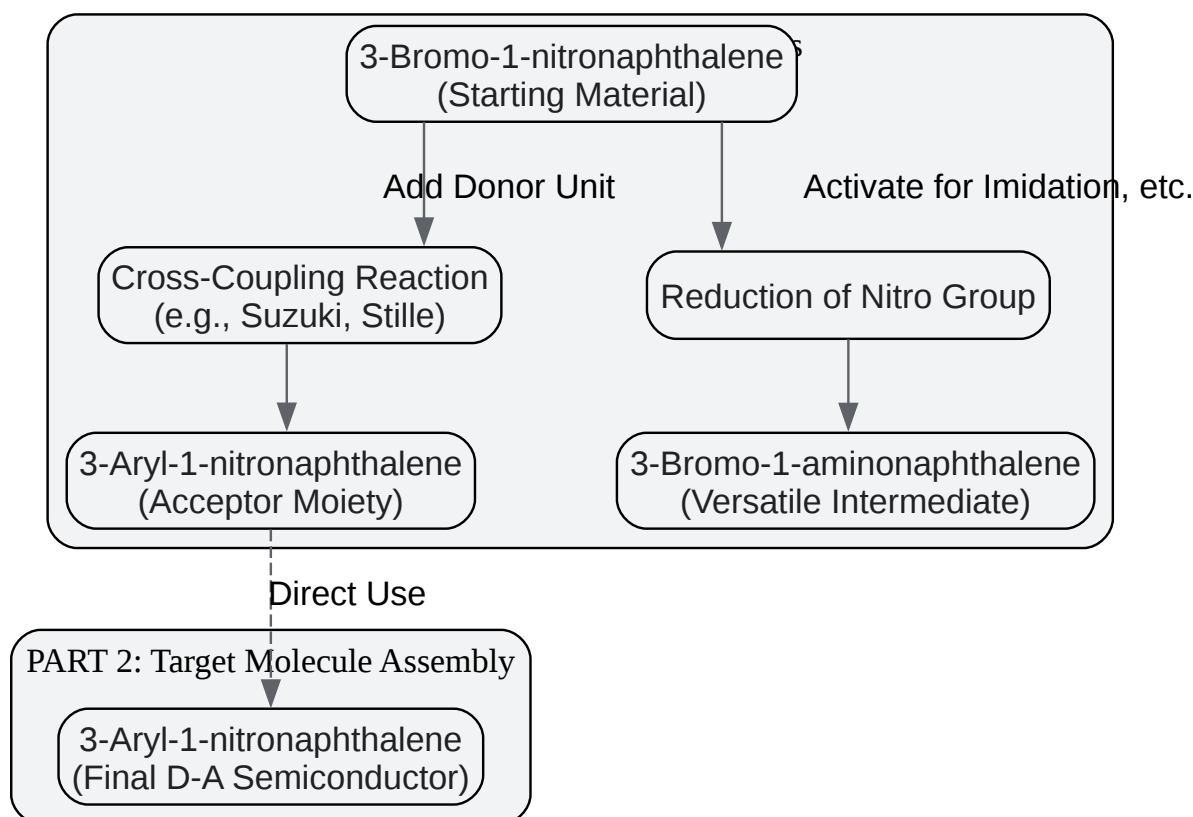 3-Bromo-1-nitronaphthalene
(Starting Material)
Add Donor Unit
Activate for Imidation, etc.
Cross-Coupling Reaction
(e.g., Suzuki, Stille)
Reduction of Nitro Group
3-Aryl-1-nitronaphthalene
(Acceptor Moiety)
3-Bromo-1-aminonaphthalene
(Versatile Intermediate)
Direct Use
PART 2: Target Molecule Assembly
3-Aryl-1-nitronaphthalene
(Final D-A Semiconductor)